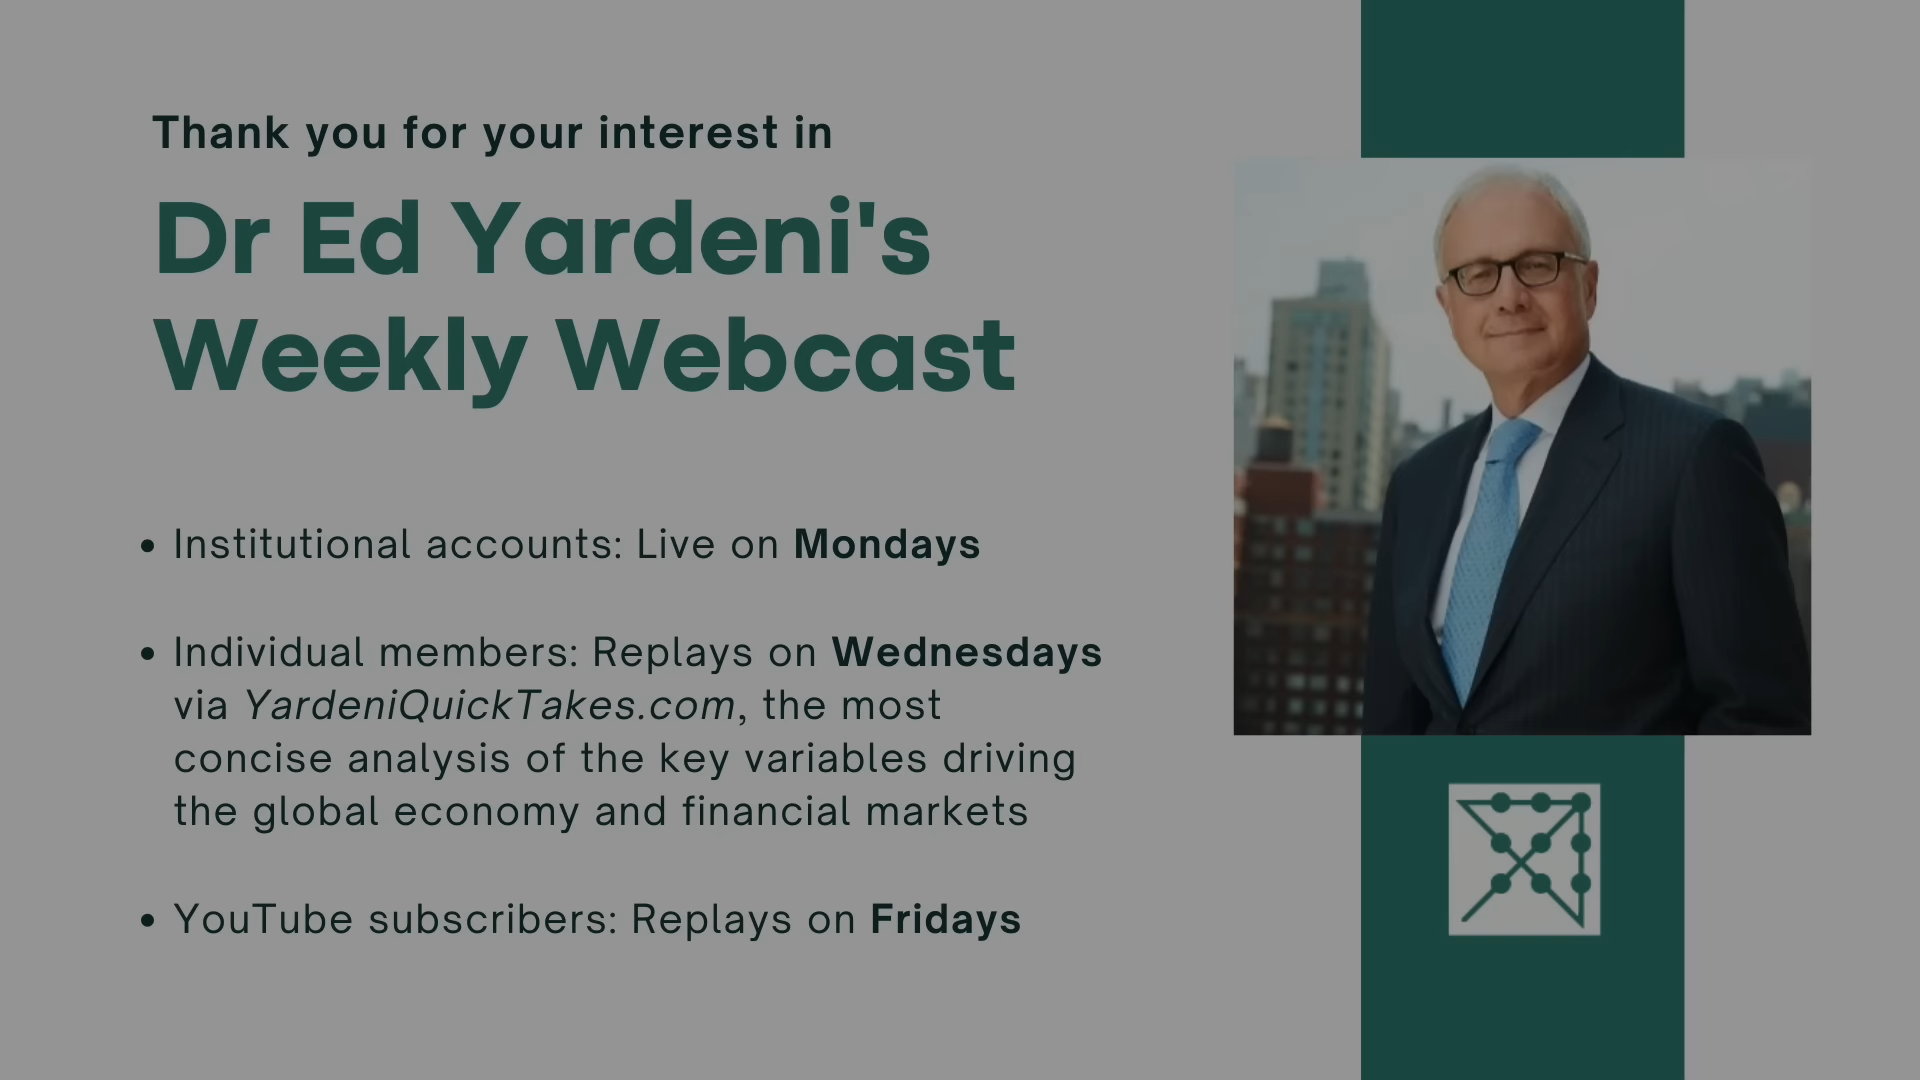 Thank you for your interest in
Dr Ed Yardeni's
Weekly Webcast
• Institutional accounts: Live on Mondays
• Individual members: Replays on Wednesdays
via YardeniQuickTakes.com, the most
concise analysis of the key variables driving
the global economy and financial markets
• YouTube subscribers: Replays on Fridays